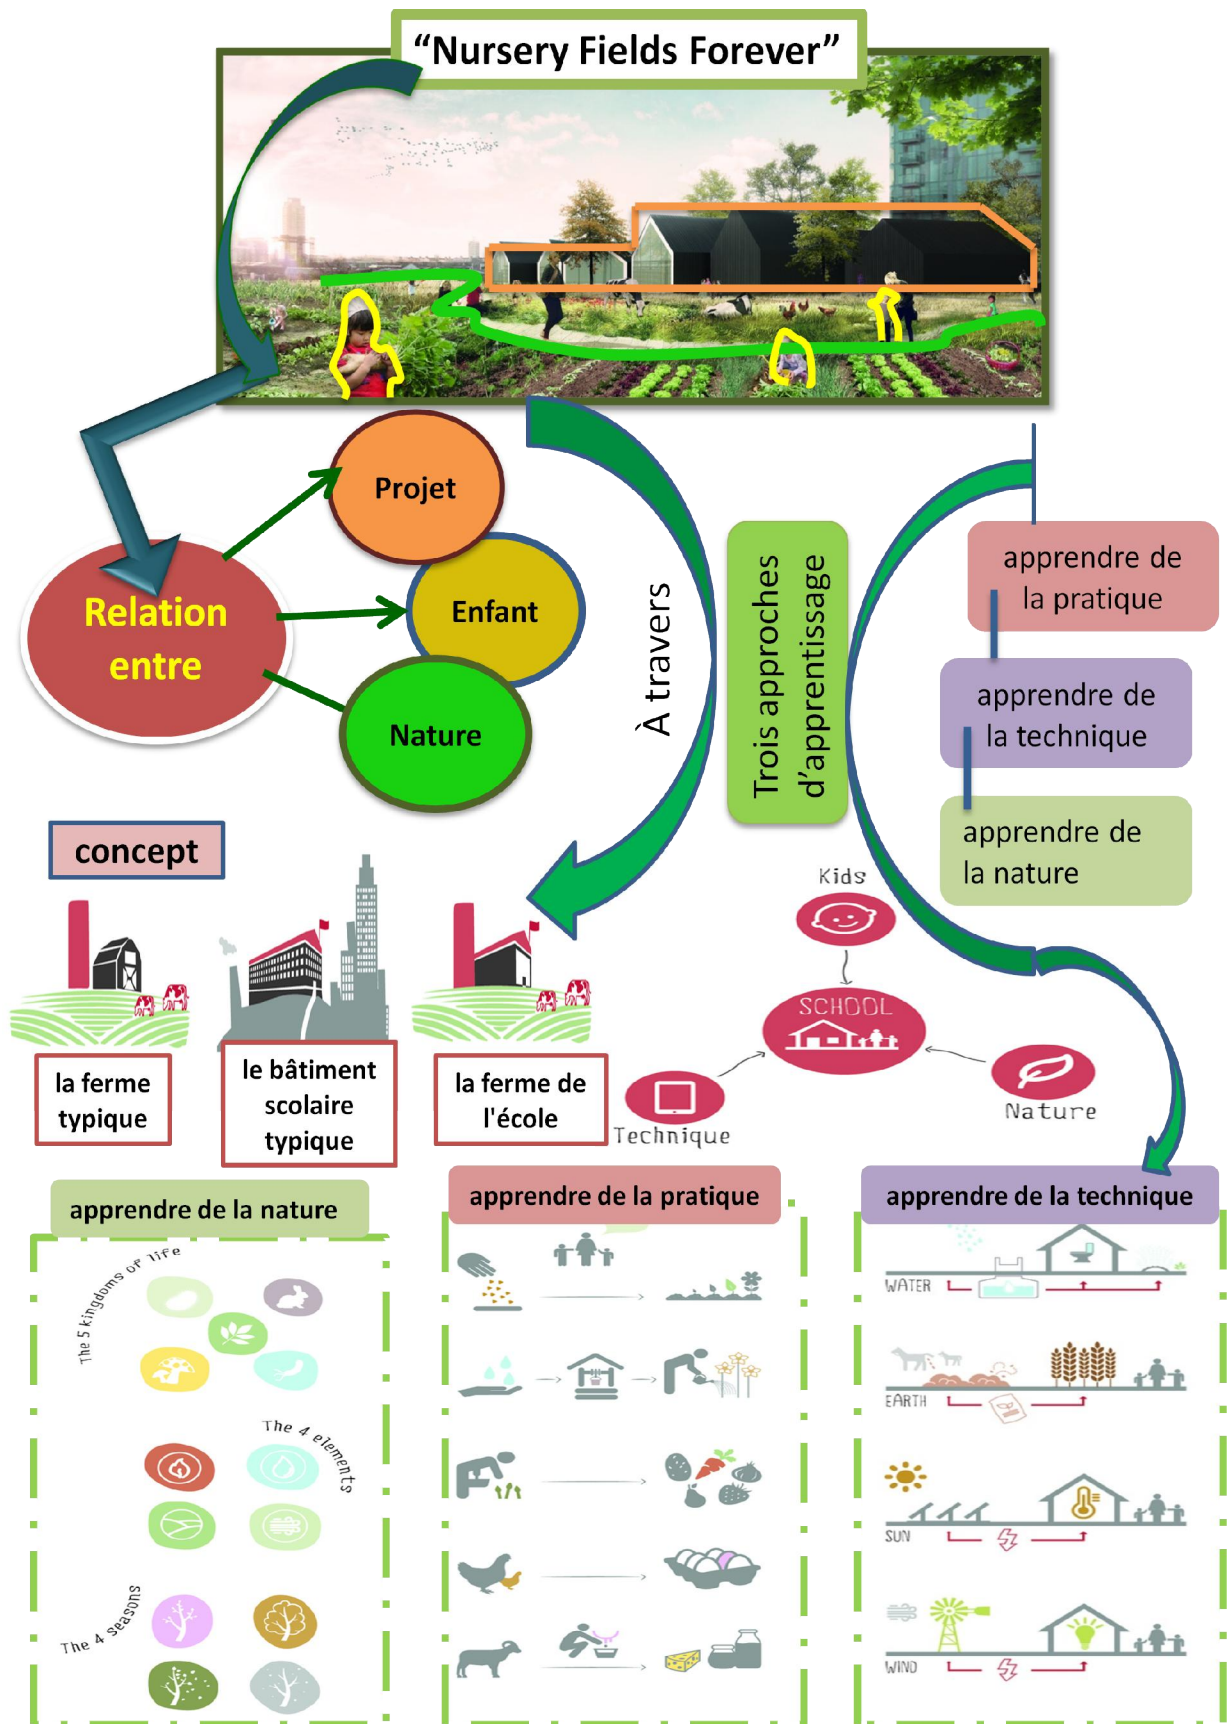 “Nursery Fields Forever”
Projet
Relation
entre
Enfant
Nature
À travers
Trois approches
d’apprentissage
apprendre de
la pratique
apprendre de
la technique
apprendre de
la nature
concept
Kids
SCHOOL
Technique
Nature
la ferme
typique
le bâtiment
scolaire
typique
la ferme de
l'école
apprendre de la nature
The 5 kingdoms of life
The 4 elements
The 4 seasons
apprendre de la pratique
apprendre de la technique
WATER
EARTH
SUN
WIND